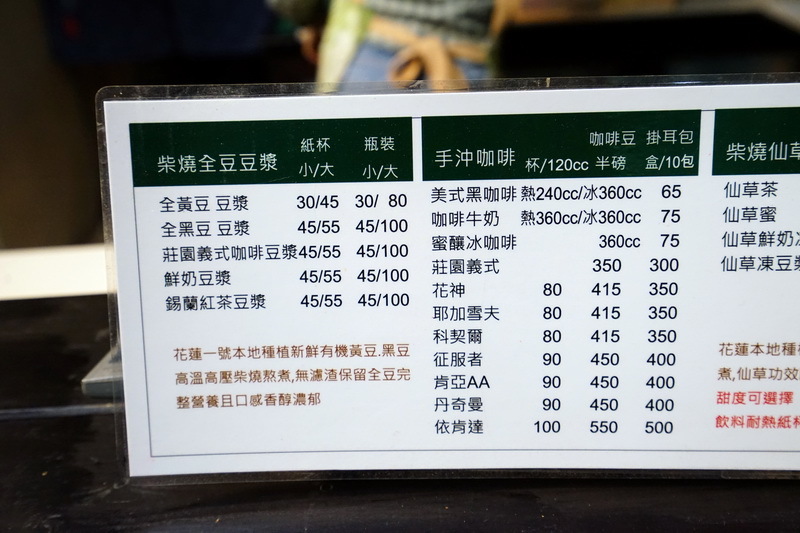 柴燒全豆豆漿 紙杯 小/大 瓶裝 小/大
全黃豆 豆漿 30/45 30/ 80
全黑豆 豆漿 45/55 45/100
莊園義式咖啡豆漿 45/55 45/100
鮮奶豆漿 45/55 45/100
錫蘭紅茶豆漿 45/55 45/100
花蓮一號本地種植新鮮有機黃豆.黑豆
高溫高壓柴燒熬煮,無濾渣保留全豆完
整營養且口感香醇濃郁
手沖咖啡 杯/120cc 咖啡豆 半磅 掛耳包 盒/10包
美式黑咖啡 熱240cc/冰360cc 65
咖啡牛奶 熱360cc/冰360cc 75
蜜釀冰咖啡 360cc 75
莊園義式 350 300
花神 80 415 350
耶加雪夫 80 415 350
科契爾 80 415 350
征服者 90 450 400
肯亞AA 90 450 400
丹奇曼 90 450 400
依肯達 100 550 500
柴燒仙草
仙草茶
仙草蜜
仙草鮮奶
仙草凍豆漿
花蓮本地種
煮,仙草功效
甜度可選擇
飲料耐熱紙杯